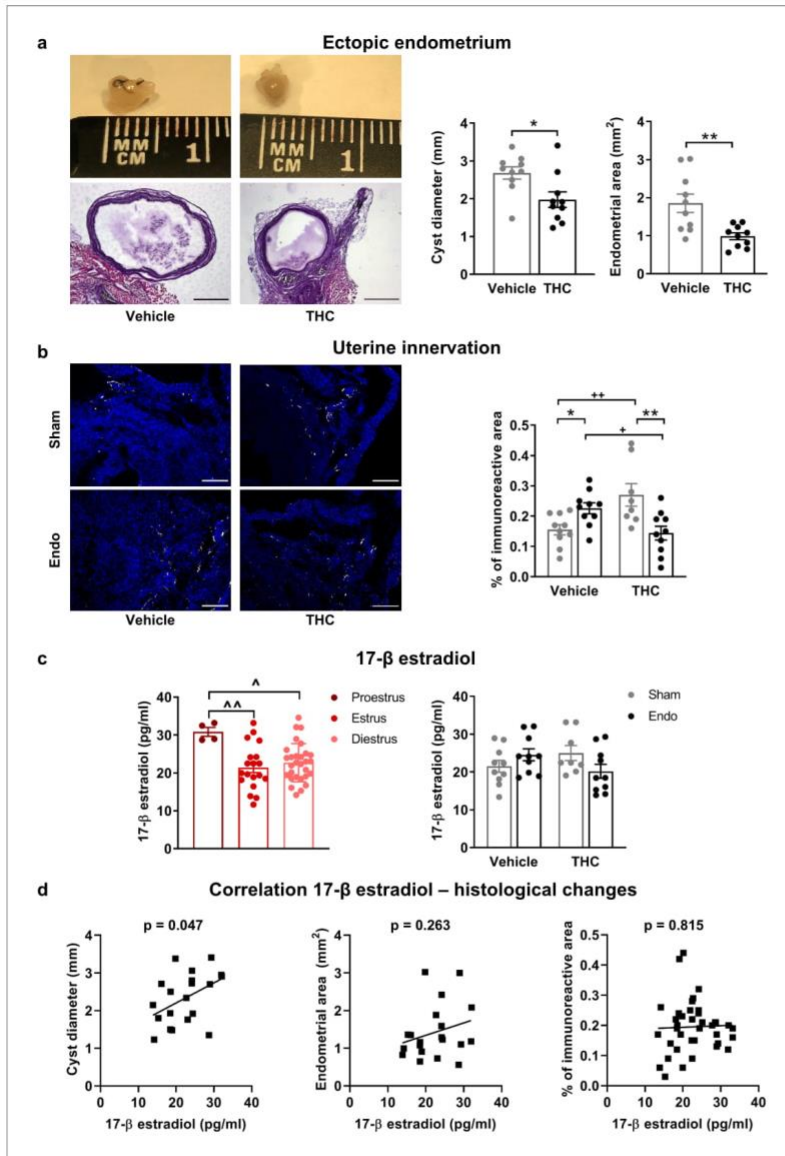 a
Ectopic endometrium
MM
CM
1
MM
CM
1
Vehicle
THC
Cyst diameter (mm)
4
3
2
1
0
*
Vehicle THC
Endometrial area (mm²)
4
3
2
1
0
**
Vehicle THC
b
Uterine innervation
Sham
Endo
Vehicle
THC
% of immunoreactive area
0.5
0.4
0.3
0.2
0.1
0.0
++
* **
+
Vehicle THC
c
17-β estradiol
17-β estradiol (pg/ml)
40
30
20
10
0
^
^^
Proestrus
Estrus
Diestrus
17-β estradiol (pg/ml)
40
30
20
10
0
Vehicle THC
Sham
Endo
d
Correlation 17-β estradiol – histological changes
p = 0.047
Cyst diameter (mm)
4
3
2
1
0
0 10 20 30 40
17-β estradiol (pg/ml)
p = 0.263
Endometrial area (mm²)
4
3
2
1
0
0 10 20 30 40
17-β estradiol (pg/ml)
p = 0.815
% of immunoreactive area
0.5
0.4
0.3
0.2
0.1
0.0
0 10 20 30 40
17-β estradiol (pg/ml)